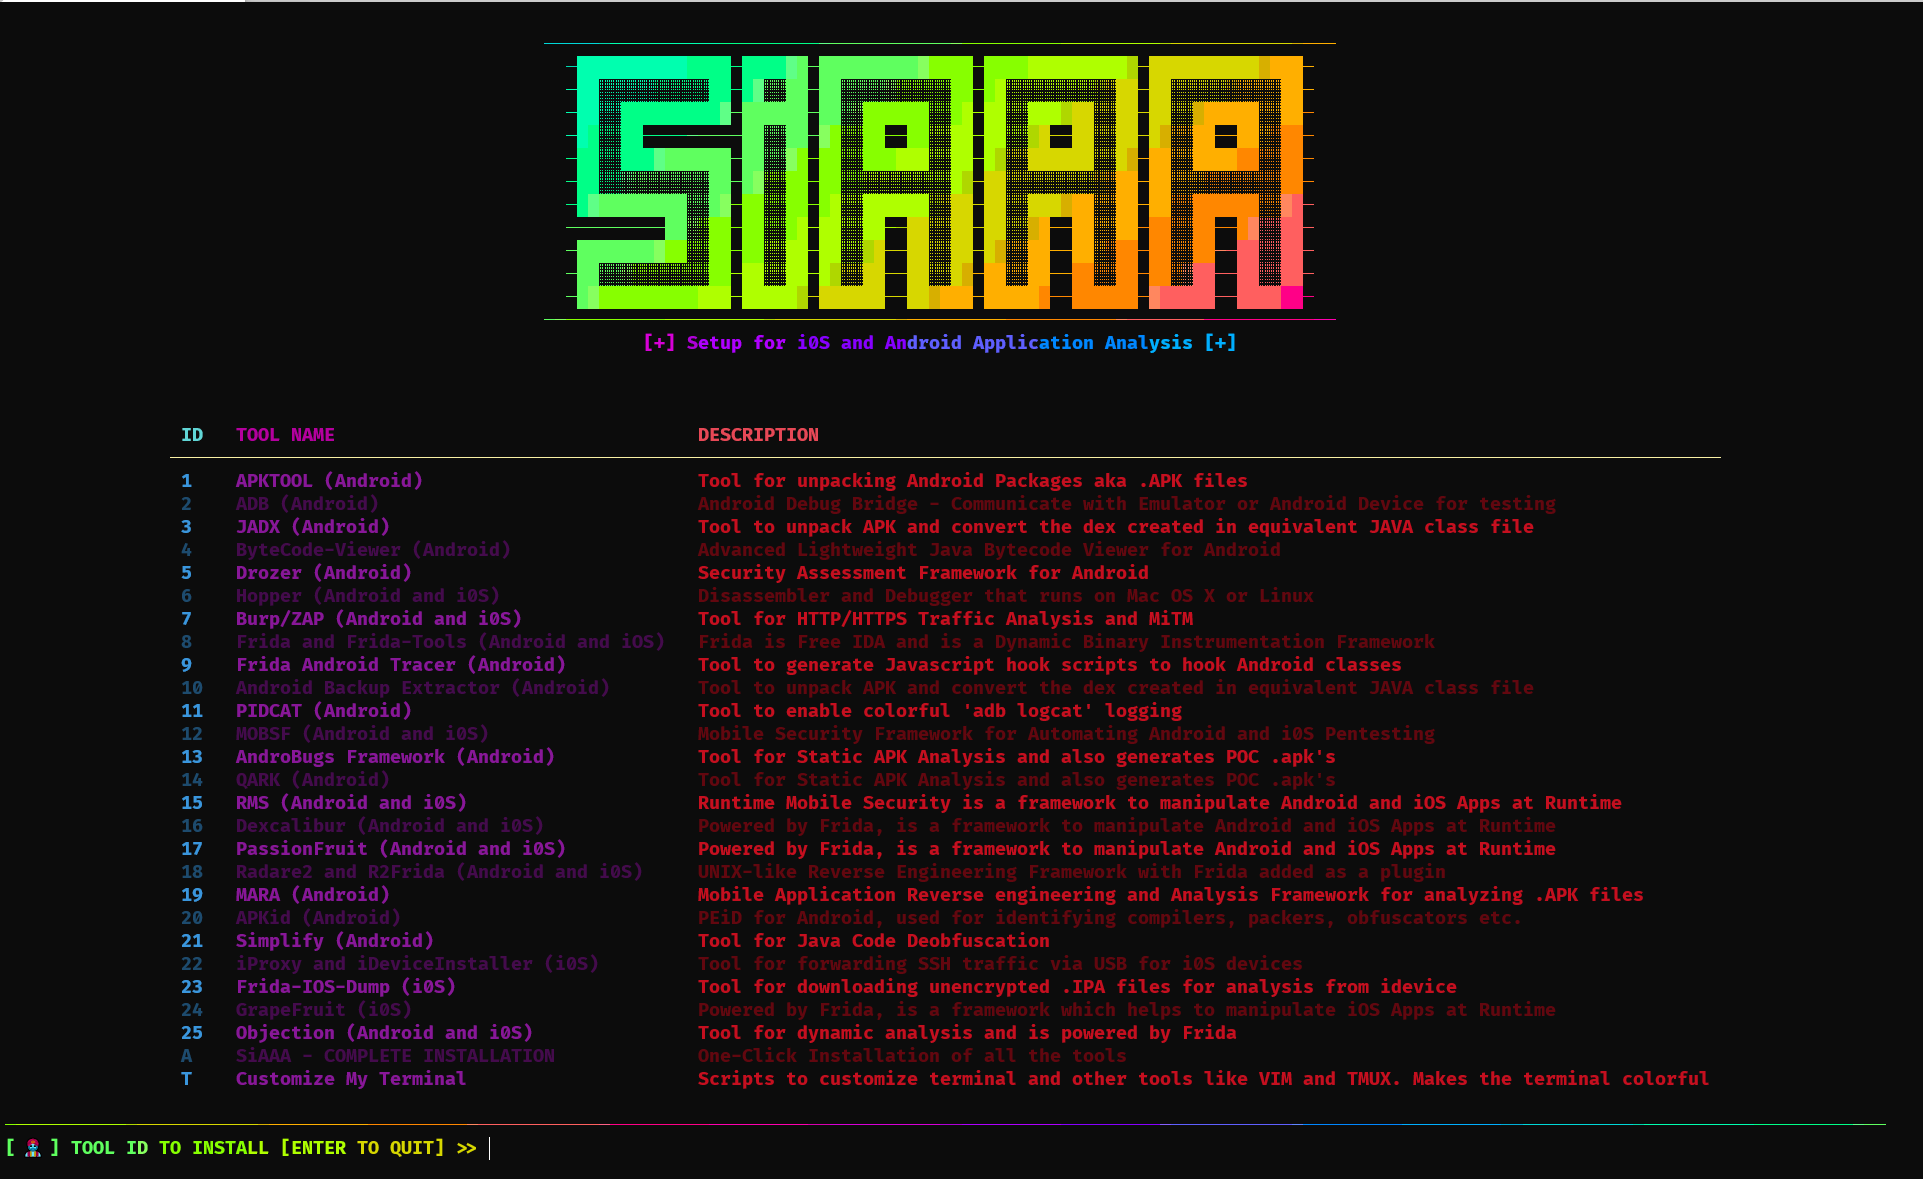 SiAAA
[+] Setup for i0S and Android Application Analysis [+]
ID TOOL NAME DESCRIPTION
1 APKTOOL (Android) Tool for unpacking Android Packages aka .APK files
2 ADB (Android) Android Debug Bridge - Communicate with Emulator or Android Device for testing
3 JADX (Android) Tool to unpack APK and convert the dex created in equivalent JAVA class file
4 ByteCode-Viewer (Android) Advanced Lightweight Java Bytecode Viewer for Android
5 Drozer (Android) Security Assessment Framework for Android
6 Hopper (Android and i0S) Disassembler and Debugger that runs on Mac OS X or Linux
7 Burp/ZAP (Android and i0S) Tool for HTTP/HTTPS Traffic Analysis and MiTM
8 Frida and Frida-Tools (Android and iOS) Frida is Free IDA and is a Dynamic Binary Instrumentation Framework
9 Frida Android Tracer (Android) Tool to generate Javascript hook scripts to hook Android classes
10 Android Backup Extractor (Android) Tool to unpack APK and convert the dex created in equivalent JAVA class file
11 PIDCAT (Android) Tool to enable colorful 'adb logcat' logging
12 MOBSF (Android and i0S) Mobile Security Framework for Automating Android and i0S Pentesting
13 AndroBugs Framework (Android) Tool for Static APK Analysis and also generates POC .apk's
14 QARK (Android) Tool for Static APK Analysis and also generates POC .apk's
15 RMS (Android and i0S) Runtime Mobile Security is a framework to manipulate Android and iOS Apps at Runtime
16 Dexcalibur (Android and i0S) Powered by Frida, is a framework to manipulate Android and iOS Apps at Runtime
17 PassionFruit (Android and i0S) Powered by Frida, is a framework to manipulate Android and iOS Apps at Runtime
18 Radare2 and R2Frida (Android and i0S) UNIX-like Reverse Engineering Framework with Frida added as a plugin
19 MARA (Android) Mobile Application Reverse engineering and Analysis Framework for analyzing .APK files
20 APKid (Android) PEiD for Android, used for identifying compilers, packers, obfuscators etc.
21 Simplify (Android) Tool for Java Code Deobfuscation
22 iProxy and iDeviceInstaller (i0S) Tool for forwarding SSH traffic via USB for i0S devices
23 Frida-IOS-Dump (i0S) Tool for downloading unencrypted .IPA files for analysis from idevice
24 GrapeFruit (i0S) Powered by Frida, is a framework which helps to manipulate iOS Apps at Runtime
25 Objection (Android and i0S) Tool for dynamic analysis and is powered by Frida
A SiAAA - COMPLETE INSTALLATION One-Click Installation of all the tools
T Customize My Terminal Scripts to customize terminal and other tools like VIM and TMUX. Makes the terminal colorful
[ 👩‍🎤 ] TOOL ID TO INSTALL [ENTER TO QUIT] >>